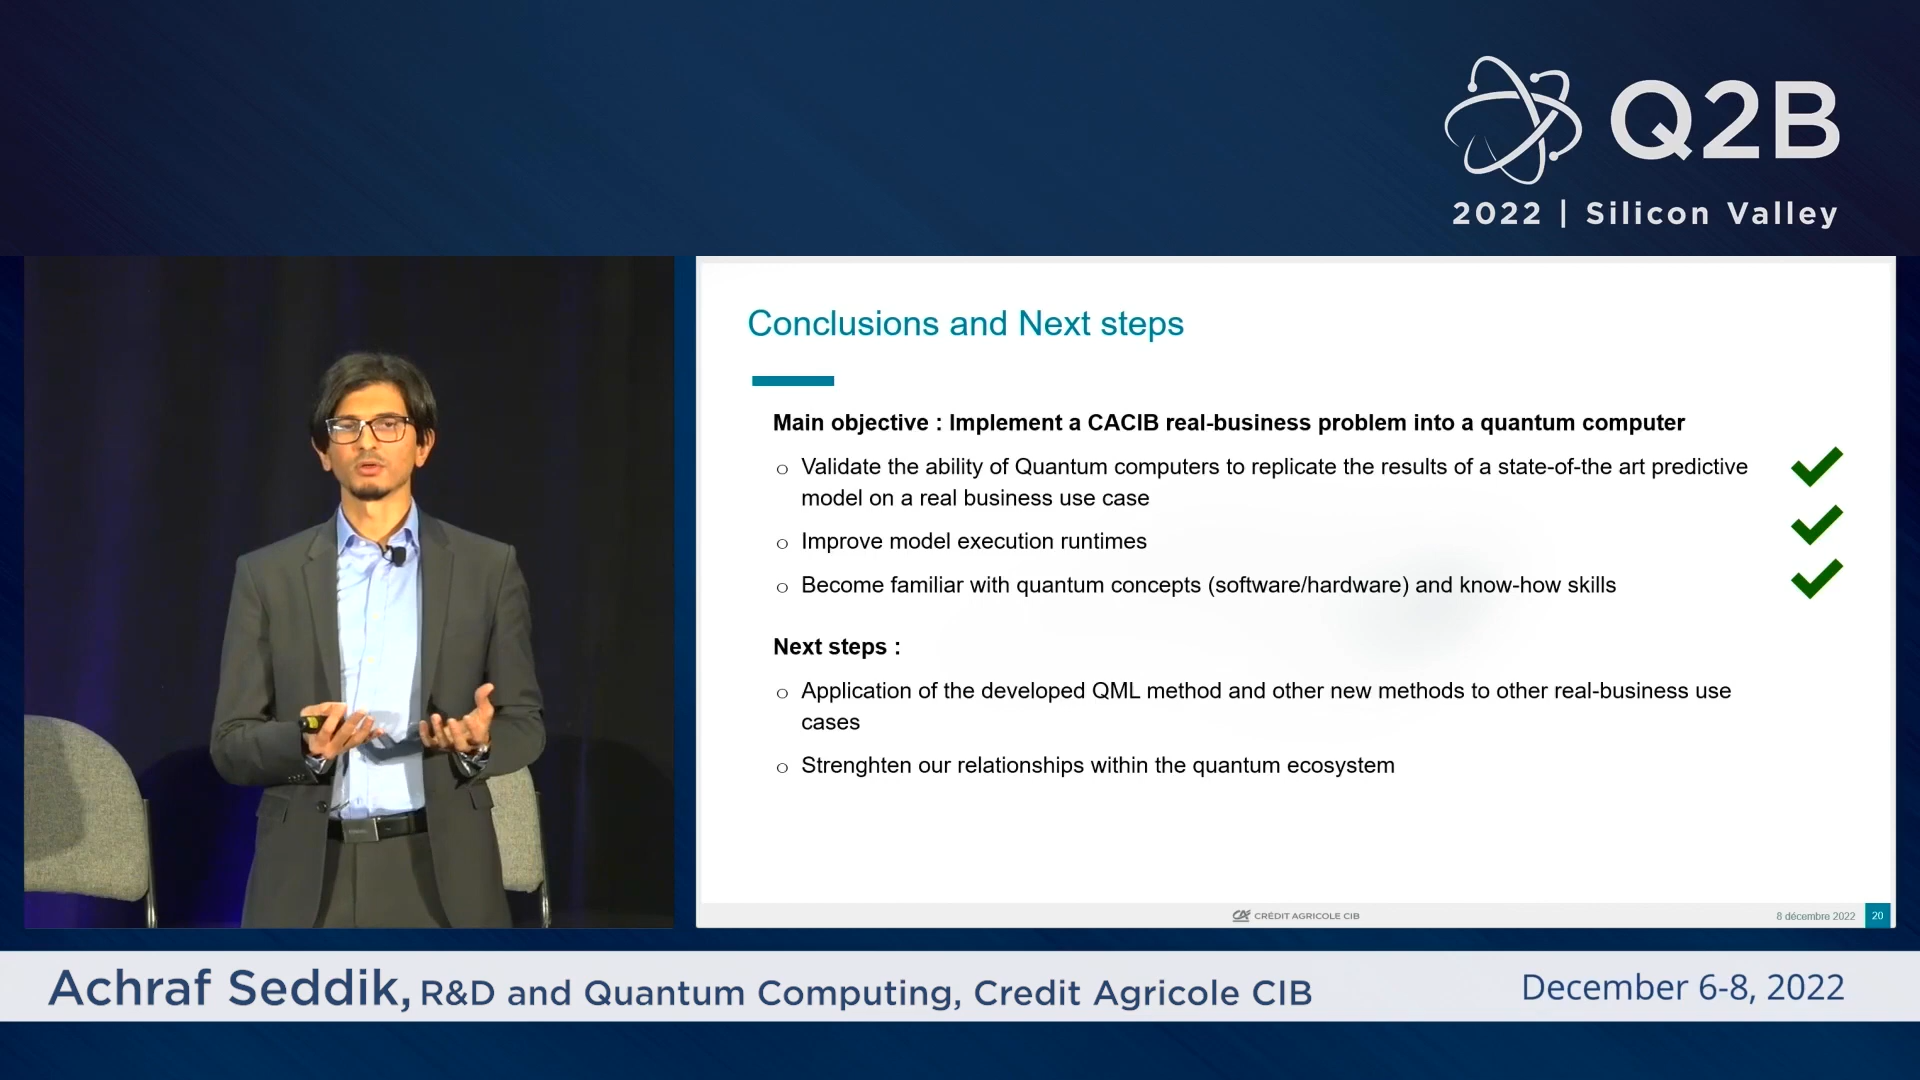 Q2B
2022 | Silicon Valley
Conclusions and Next steps
Main objective : Implement a CACIB real-business problem into a quantum computer
o Validate the ability of Quantum computers to replicate the results of a state-of-the art predictive
model on a real business use case
o Improve model execution runtimes
o Become familiar with quantum concepts (software/hardware) and know-how skills
Next steps :
o Application of the developed QML method and other new methods to other real-business use
cases
o Strenghten our relationships within the quantum ecosystem
CA CRÉDIT AGRICOLE CIB
8 décembre 2022 20
Achraf Seddik, R&D and Quantum Computing, Credit Agricole CIB
December 6-8, 2022